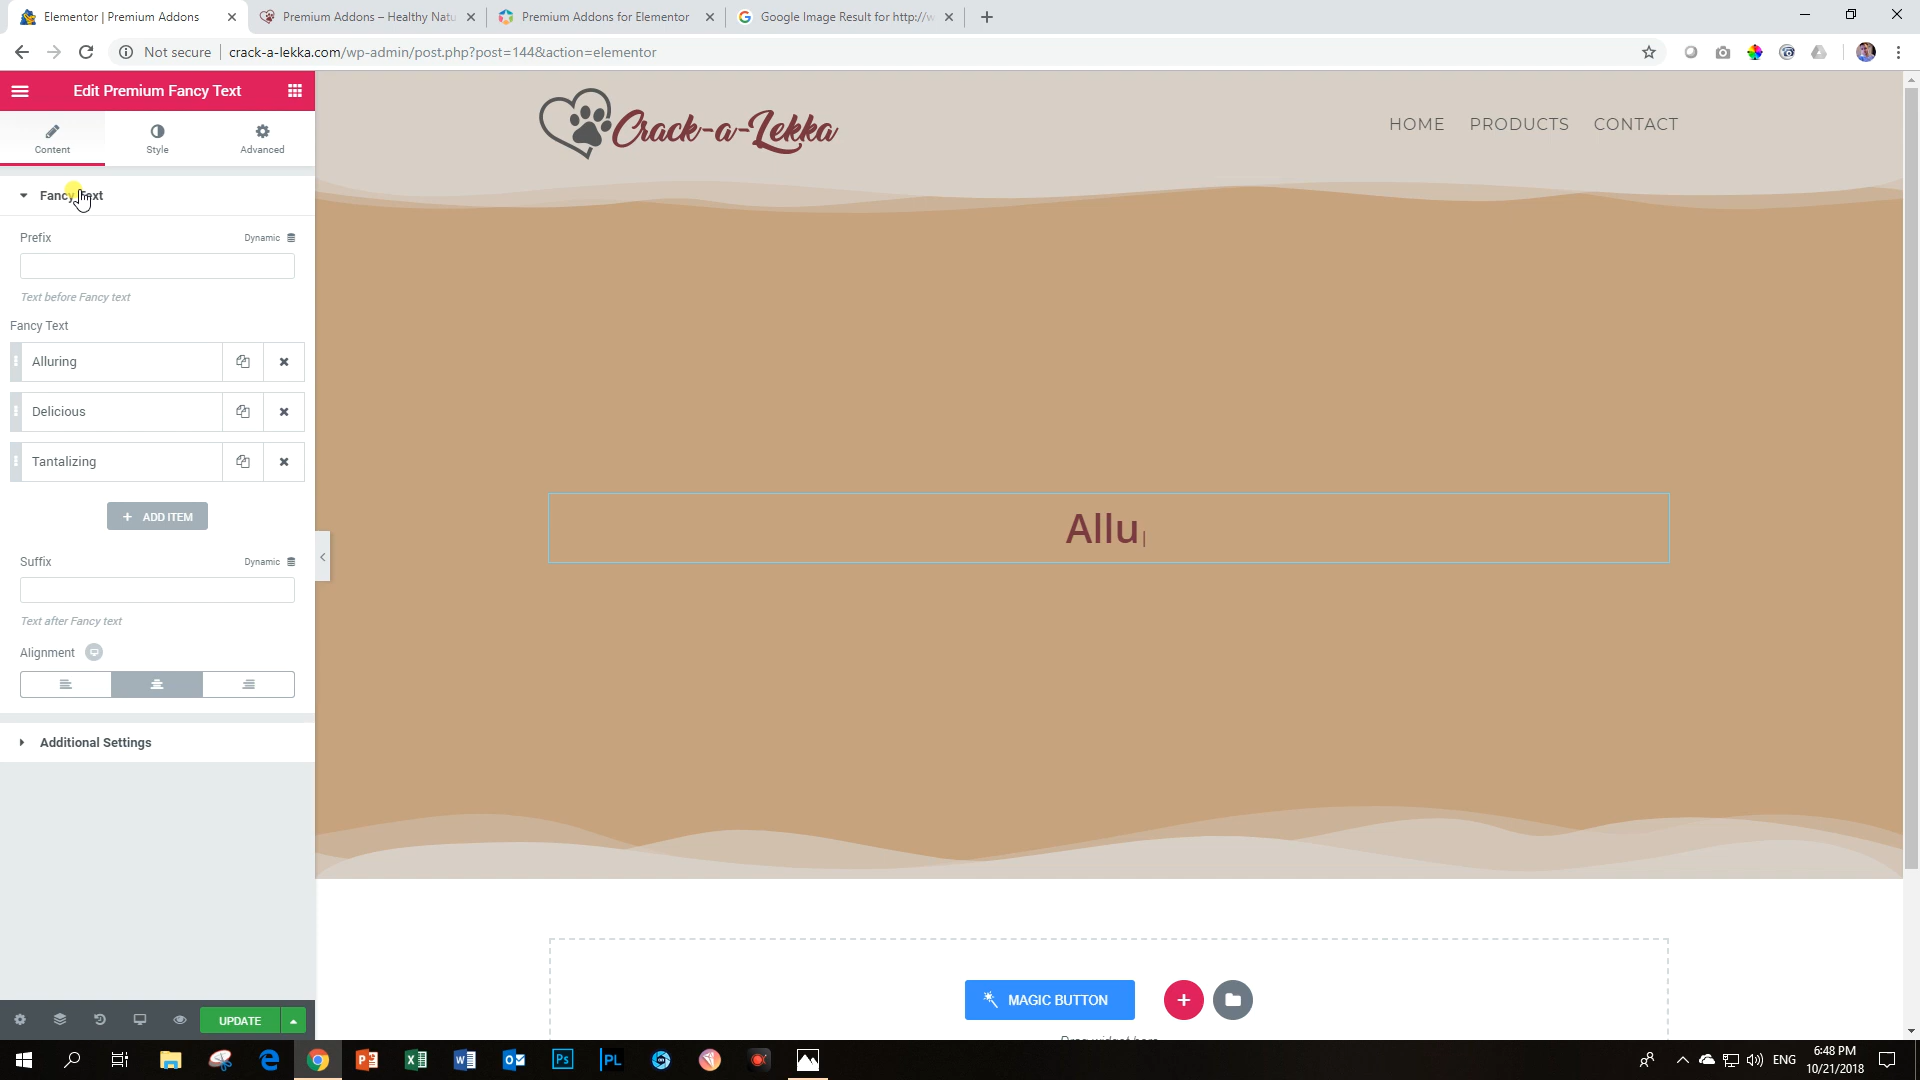 Elementor | Premium Addons
Premium Addons – Healthy Natu
Premium Addons for Elementor
Google Image Result for http://w
Not secure
crack-a-lekka.com/wp-admin/post.php?post=144&action=elementor
Edit Premium Fancy Text
Content
Style
Advanced
Crack-a-Lekka
HOME
PRODUCTS
CONTACT
Fancy Text
Prefix
Dynamic
Text before Fancy text
Fancy Text
Alluring
Delicious
Tantalizing
+ ADD ITEM
Suffix
Dynamic
Text after Fancy text
Alignment
Additional Settings
Allu|
MAGIC BUTTON
UPDATE
Ps
PL
ENG
6:48 PM
10/21/2018